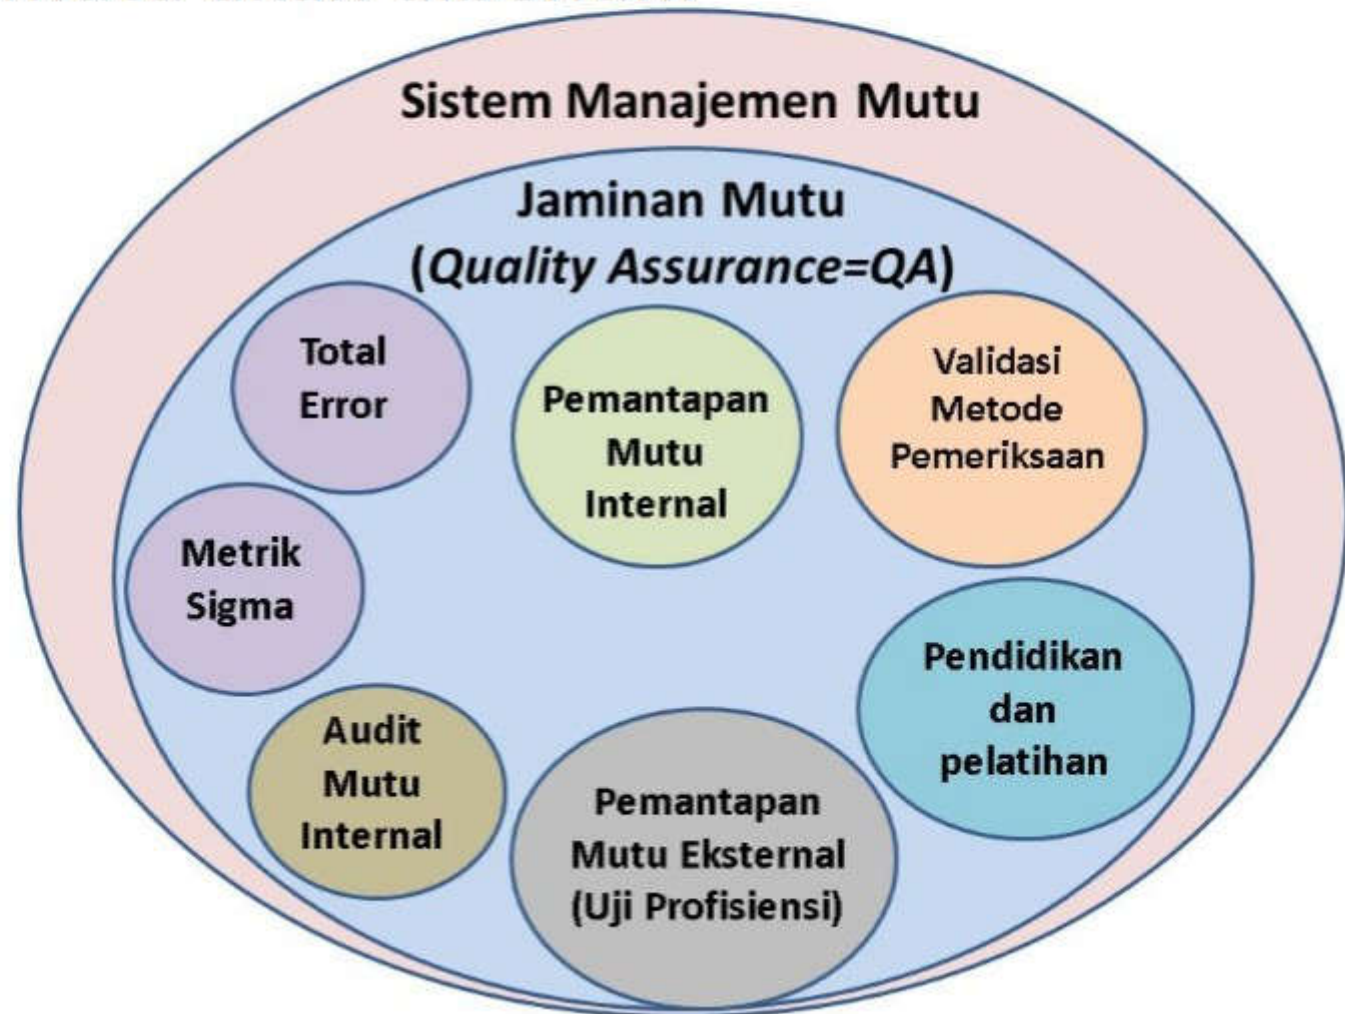 Sistem Manajemen Mutu
Jaminan Mutu
(Quality Assurance=QA)
Total
Error
Pemantapan
Mutu
Internal
Validasi
Metode
Pemeriksaan
Metrik
Sigma
Pendidikan
dan
pelatihan
Audit
Mutu
Internal
Pemantapan
Mutu Eksternal
(Uji Profisiensi)